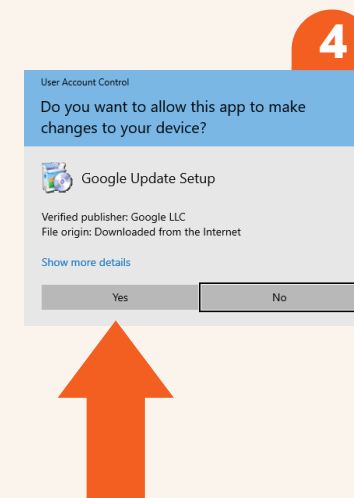 4
User Account Control
Do you want to allow this app to make
changes to your device?
Google Update Setup
Verified publisher: Google LLC
File origin: Downloaded from the Internet
Show more details
Yes
No